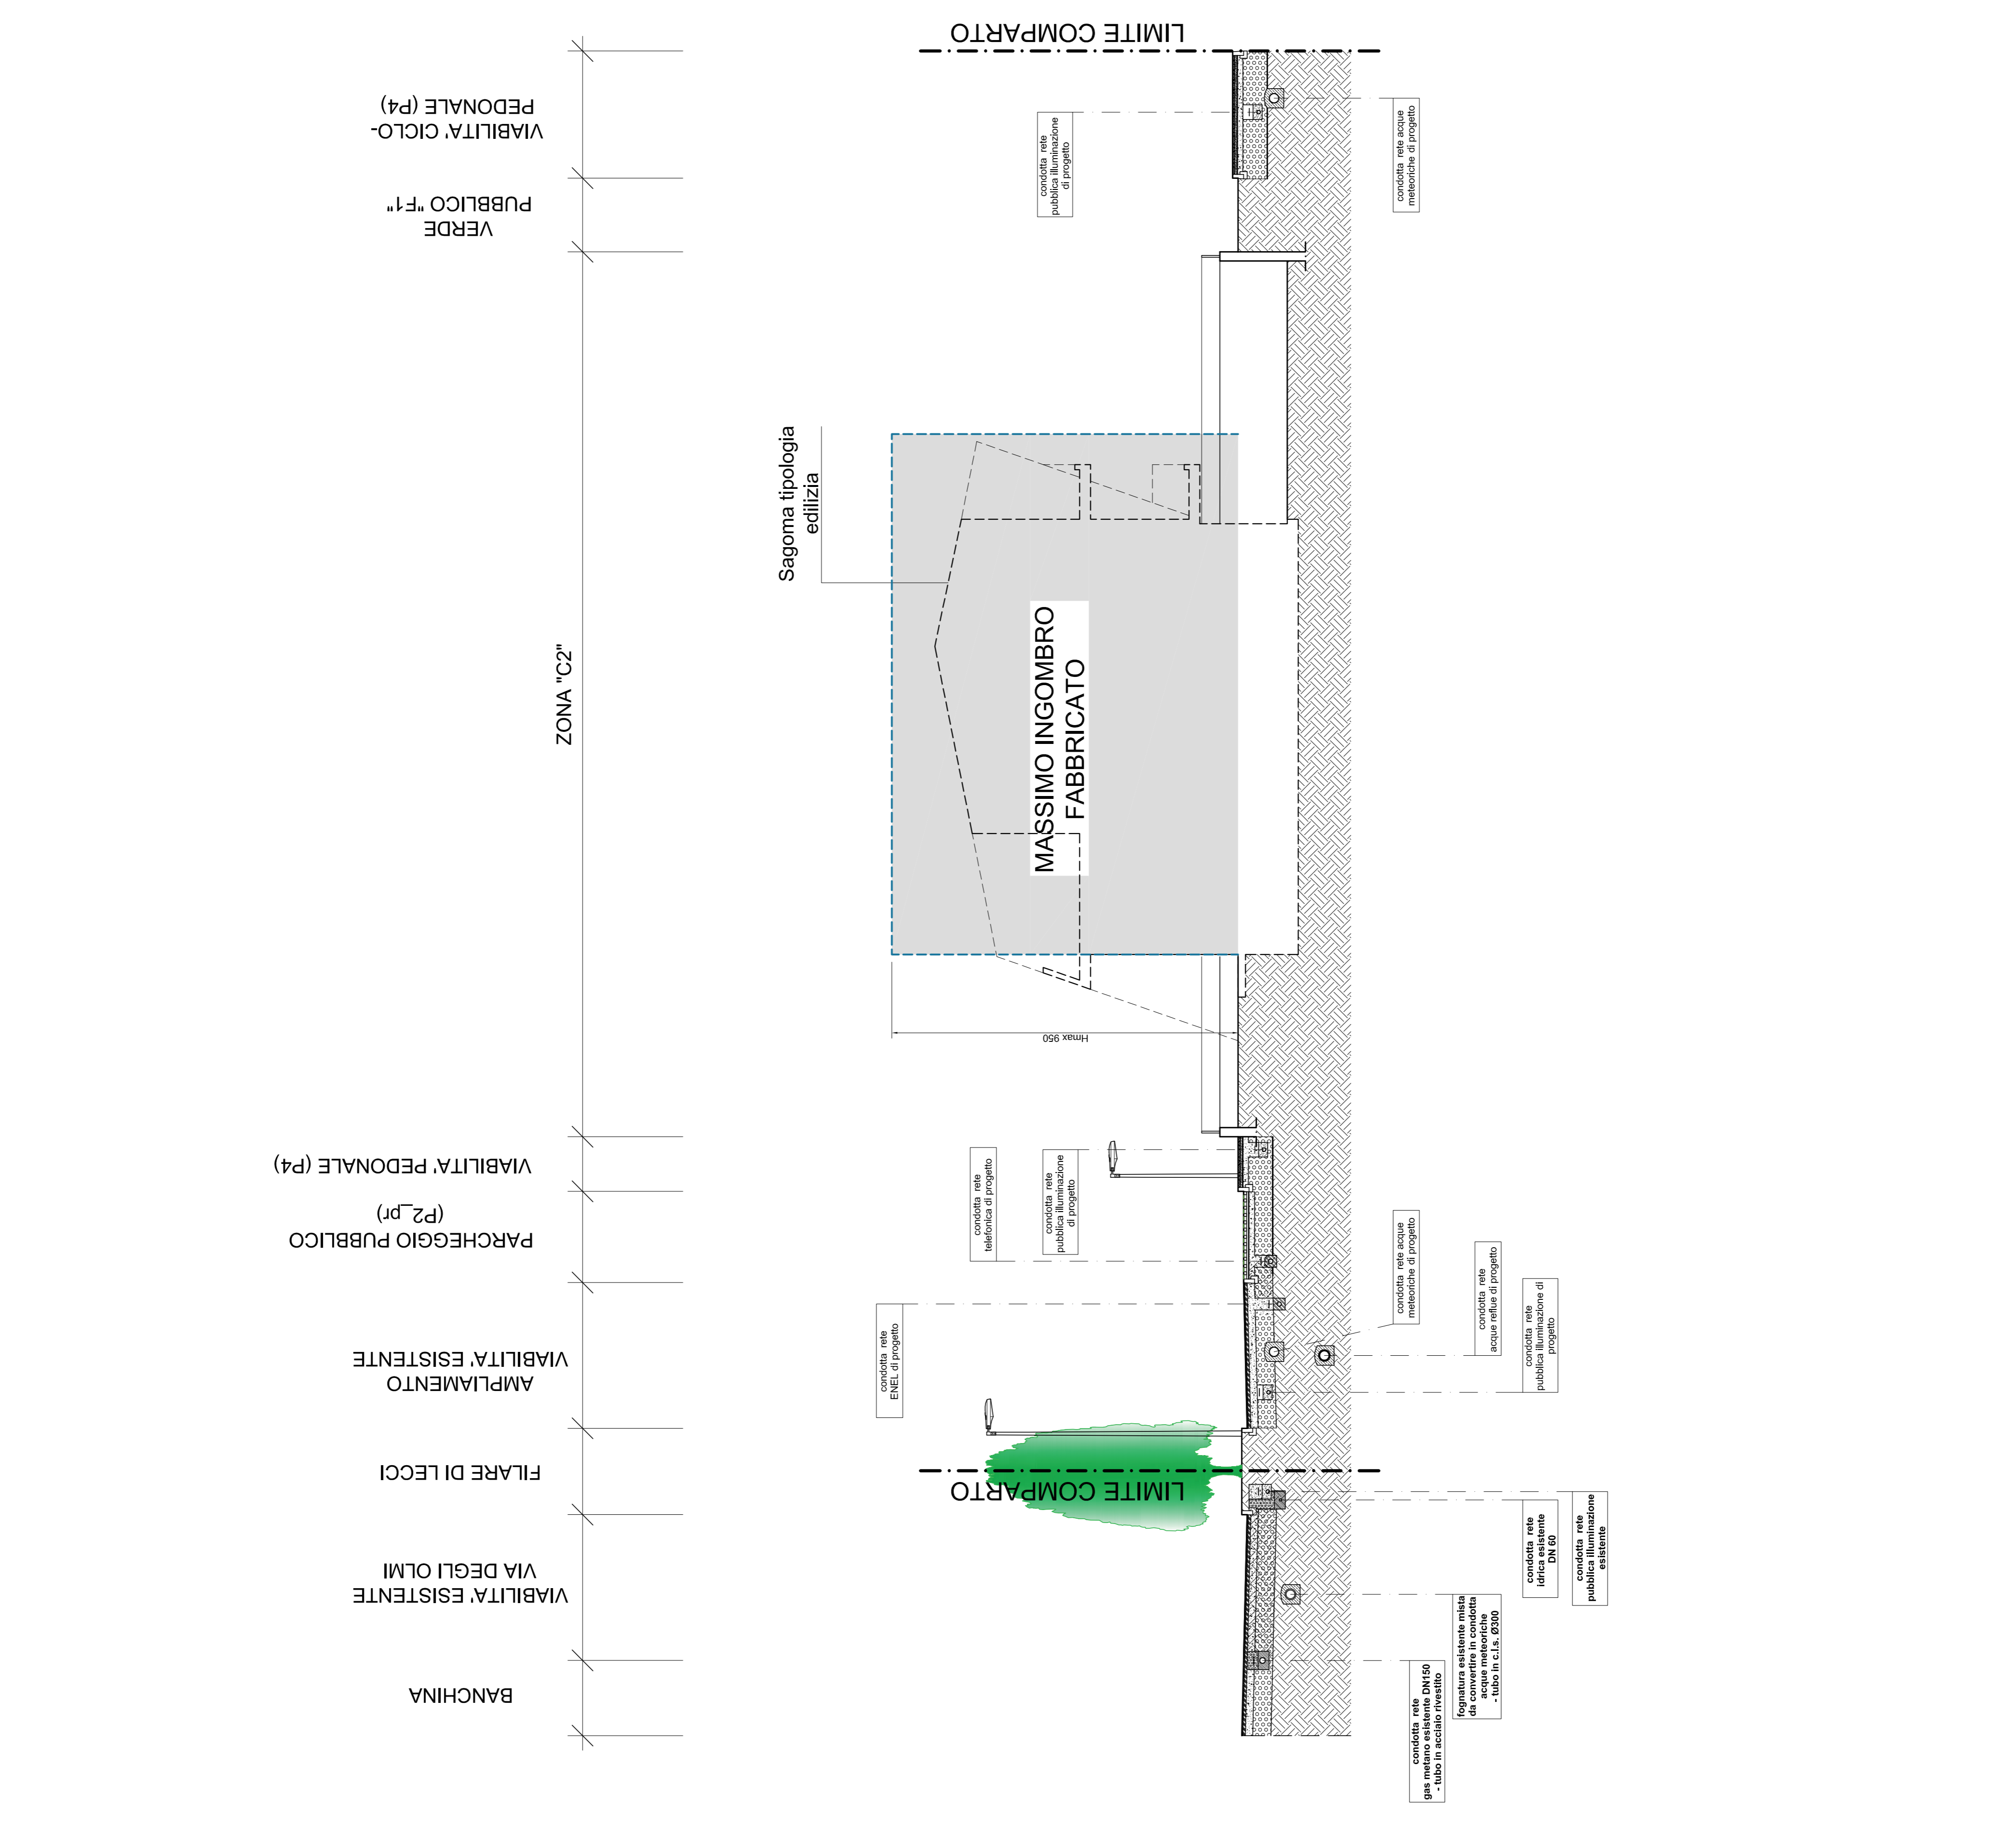 BANCHINA
VIABILITA' ESISTENTE
VIA DEGLI OLMI
FILARE DI LECCI
AMPLIAMENTO
VIABILITA' ESISTENTE
PARCHEGGIO PUBBLICO
(P2_pr)
VIABILITA' PEDONALE (P4)
ZONA "C2"
VERDE
PUBBLICO "F1"
VIABILITA' CICLO-
PEDONALE (P4)
Sagoma tipologia
edilizia
MASSIMO INGOMBRO
FABBRICATO
Hmax 950
LIMITE COMPARTO
LIMITE COMPARTO
condotta rete
ENEL di progetto
condotta rete
telefonica di progetto
condotta rete
pubblica illuminazione
di progetto
condotta rete
pubblica illuminazione
di progetto
condotta rete
gas metano esistente DN150
- tubo in acciaio rivestito
fognatura esistente mista
da convertire in condotta
acque meteoriche
- tubo in c.l.s. Ø300
condotta rete
idrica esistente
DN 60
condotta rete
pubblica illuminazione
esistente
condotta rete
pubblica illuminazione di
progetto
condotta rete
acque reflue di progetto
condotta rete acque
meteoriche di progetto
condotta rete acque
meteoriche di progetto